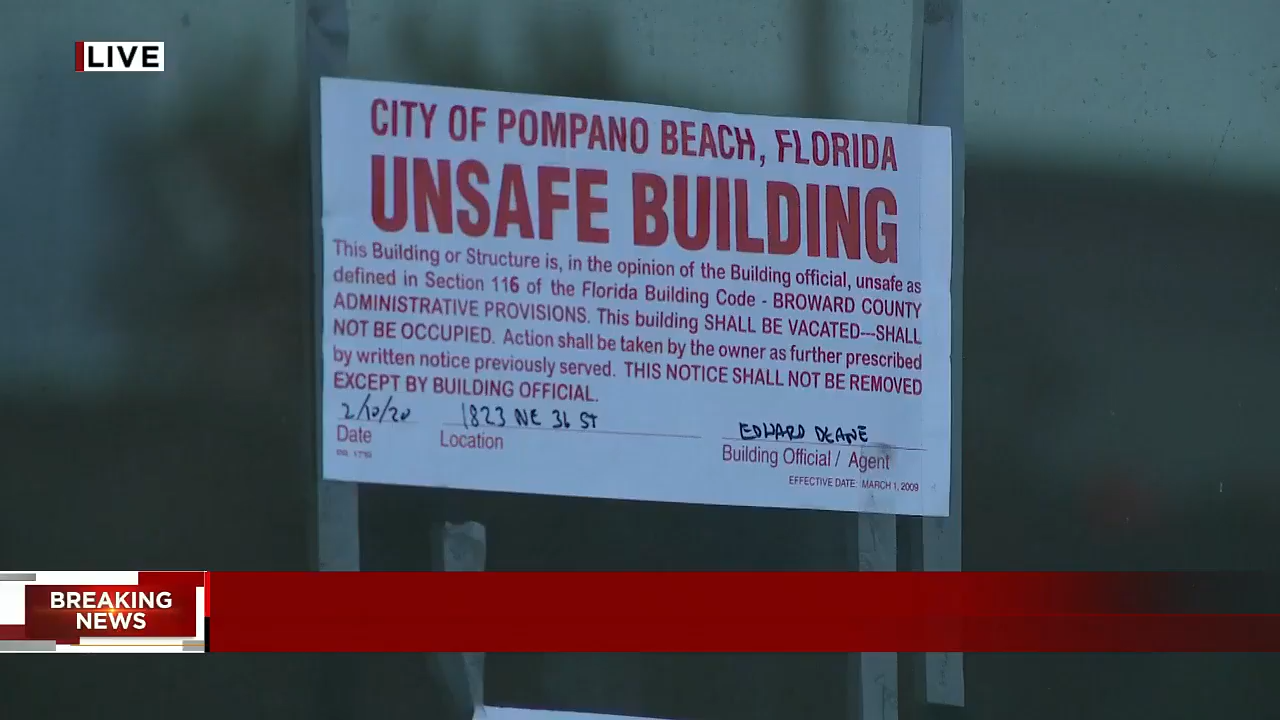 LIVE
CITY OF POMPANO BEACH, FLORIDA
UNSAFE BUILDING
This Building or Structure is, in the opinion of the Building official, unsafe as
defined in Section 116 of the Florida Building Code - BROWARD COUNTY
ADMINISTRATIVE PROVISIONS. This building SHALL BE VACATED---SHALL
NOT BE OCCUPIED. Action shall be taken by the owner as further prescribed
by written notice previously served. THIS NOTICE SHALL NOT BE REMOVED
EXCEPT BY BUILDING OFFICIAL.
2/10/20 1823 NE 36 ST EDWARD DEANE
Date Location Building Official / Agent
EFFECTIVE DATE: MARCH 1, 2009
BREAKING
NEWS